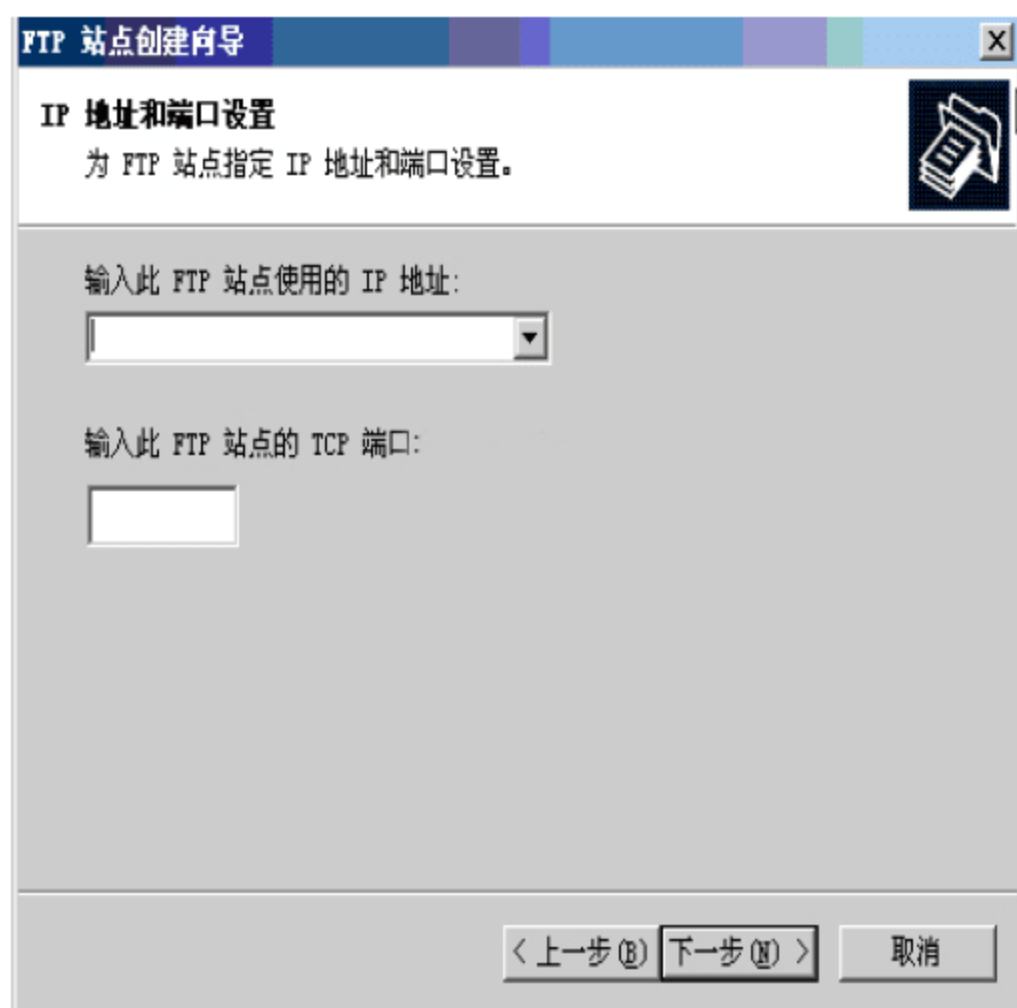 FTP 站点创建向导
IP 地址和端口设置
为 FTP 站点指定 IP 地址和端口设置。
输入此 FTP 站点使用的 IP 地址:
输入此 FTP 站点的 TCP 端口:
<上一步(B) 下一步(N)> 取消